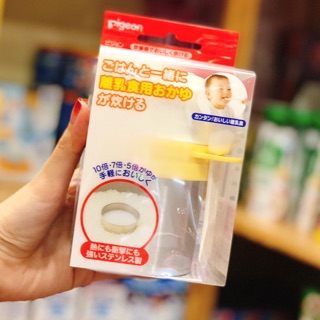 pigeon
ごはんと一緒に
離乳食用おかゆ
が炊ける
カンタン!おいしい離乳食
10倍・7倍・5倍がゆが
手軽においしく
熱にも衝撃にも
強いステンレス製